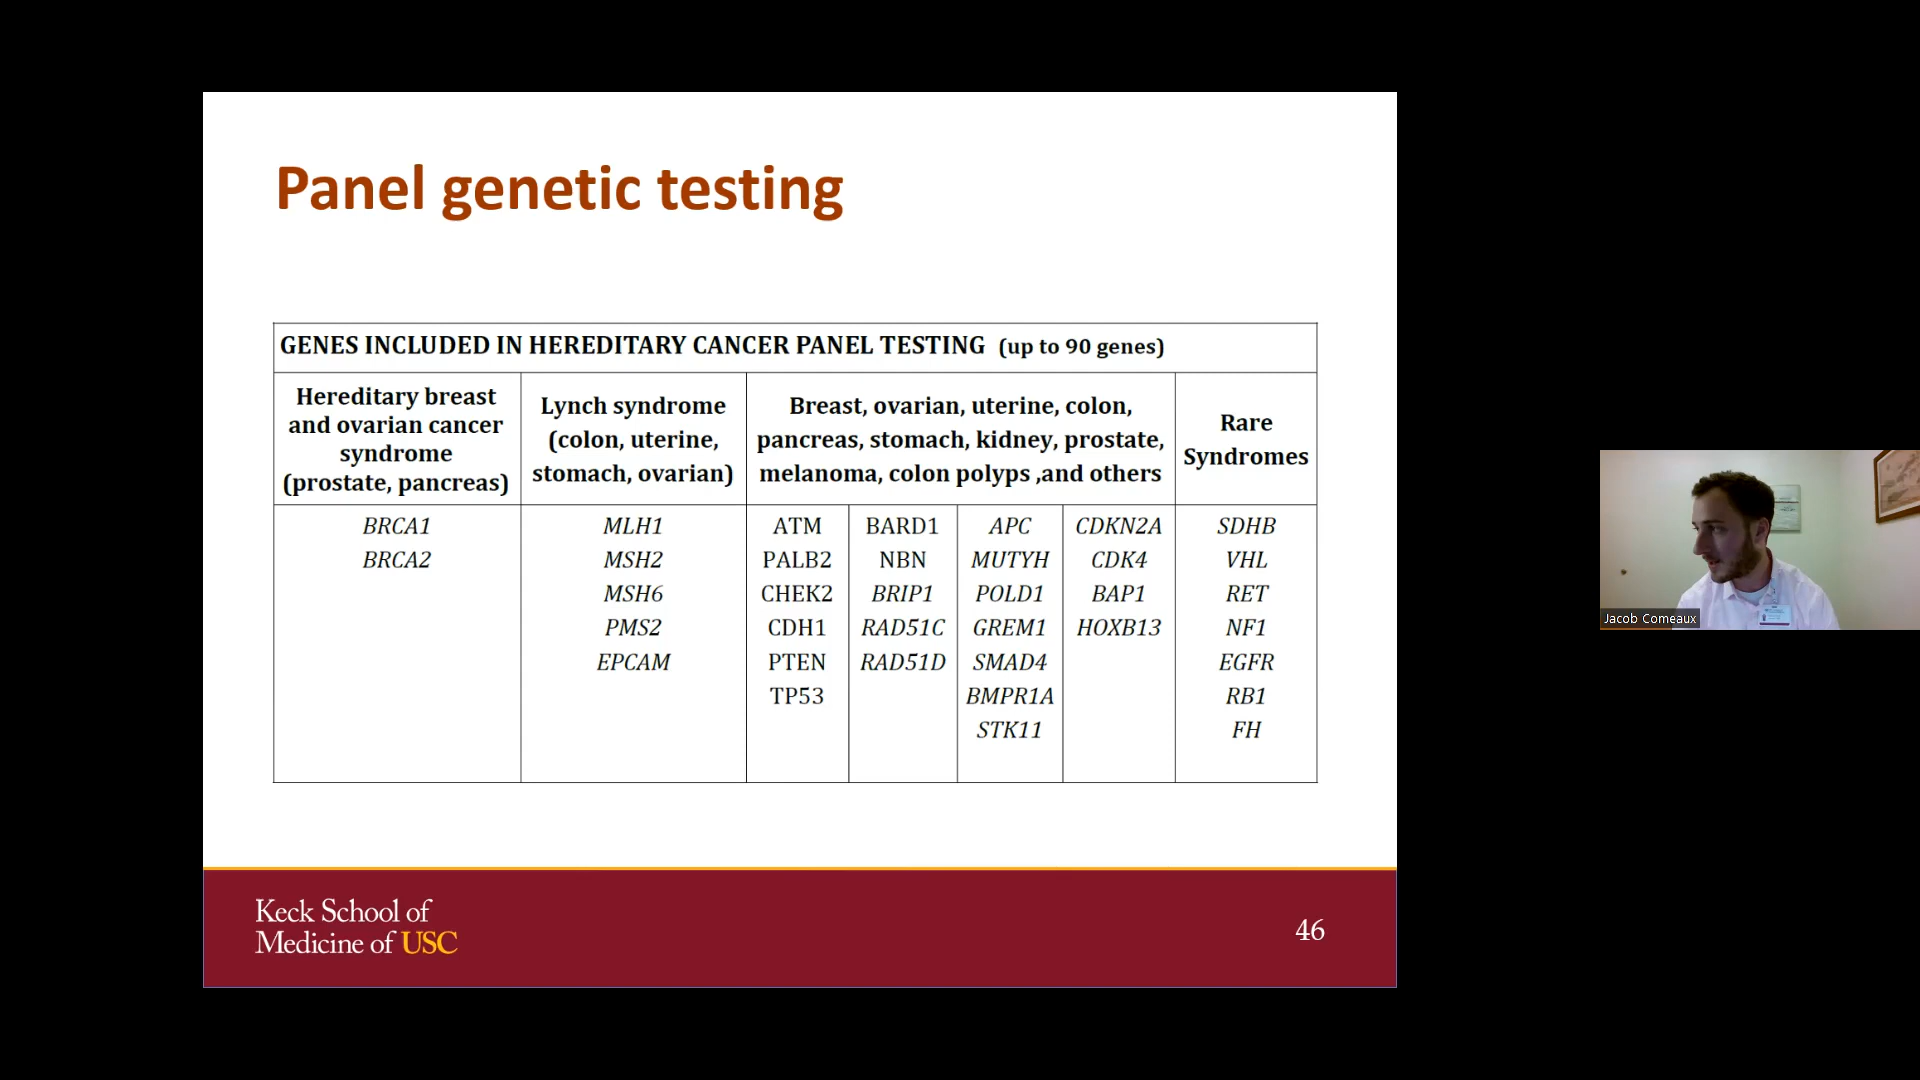 Panel genetic testing
GENES INCLUDED IN HEREDITARY CANCER PANEL TESTING (up to 90 genes)
Hereditary breast
and ovarian cancer
syndrome
(prostate, pancreas)
Lynch syndrome
(colon, uterine,
stomach, ovarian)
Breast, ovarian, uterine, colon,
pancreas, stomach, kidney, prostate,
melanoma, colon polyps ,and others
Rare
Syndromes
BRCA1
BRCA2
MLH1
MSH2
MSH6
PMS2
EPCAM
ATM
PALB2
CHEK2
CDH1
PTEN
TP53
BARD1
NBN
BRIP1
RAD51C
RAD51D
APC
MUTYH
POLD1
GREM1
SMAD4
BMPR1A
STK11
CDKN2A
CDK4
BAP1
HOXB13
SDHB
VHL
RET
NF1
EGFR
RB1
FH
Keck School of
Medicine of USC
46
Jacob Comeaux